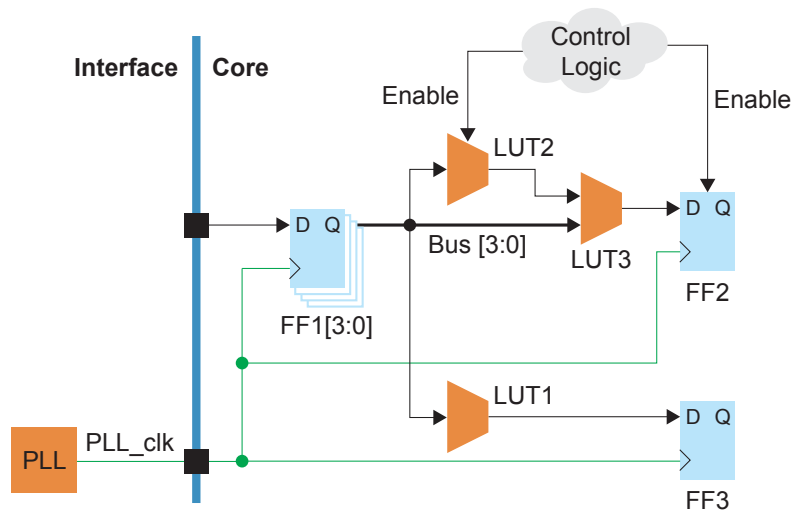 Control
Logic
Interface
Core
Enable
Enable
LUT2
D Q
Bus [3:0]
LUT3
D Q
FF1[3:0]
FF2
LUT1
D Q
PLL
PLL_clk
FF3